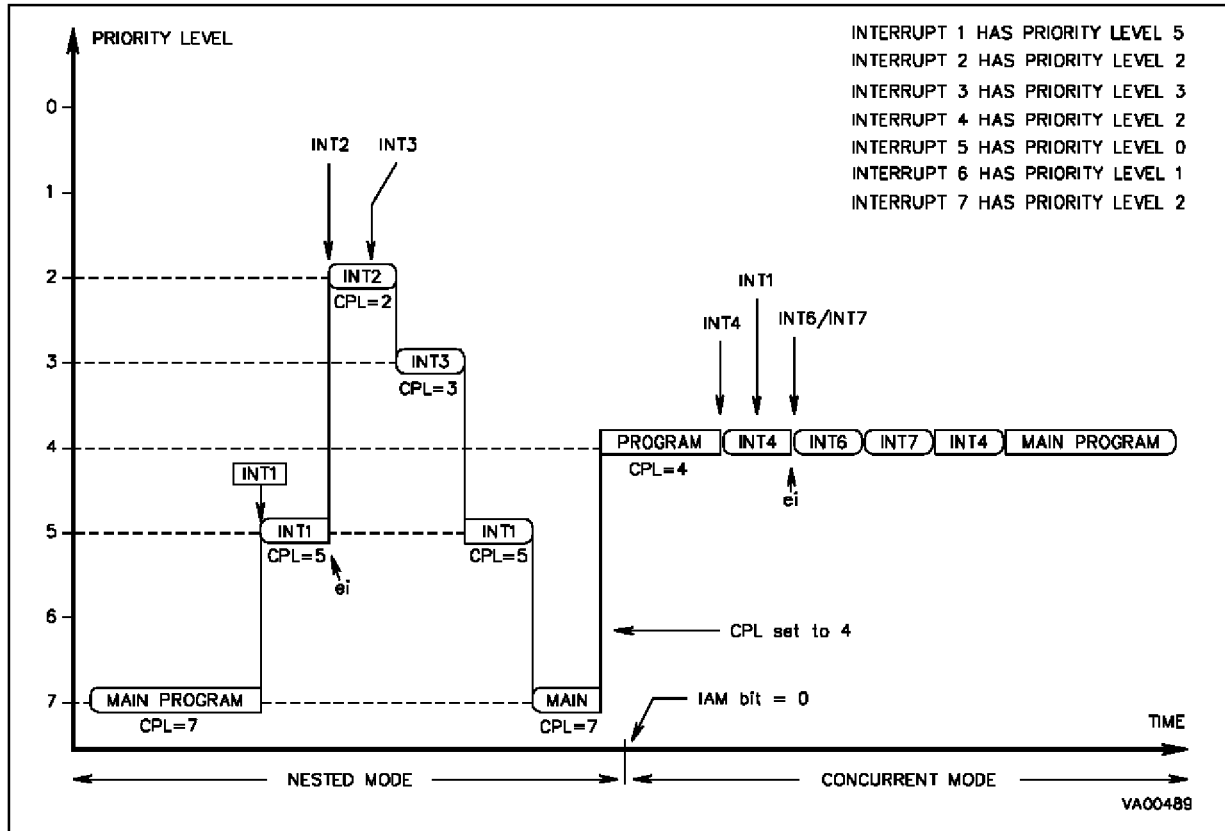 PRIORITY LEVEL
INTERRUPT 1 HAS PRIORITY LEVEL 5
INTERRUPT 2 HAS PRIORITY LEVEL 2
INTERRUPT 3 HAS PRIORITY LEVEL 3
INTERRUPT 4 HAS PRIORITY LEVEL 2
INTERRUPT 5 HAS PRIORITY LEVEL 0
INTERRUPT 6 HAS PRIORITY LEVEL 1
INTERRUPT 7 HAS PRIORITY LEVEL 2
0
INT2 INT3
1
2 INT2
CPL=2
INT1
INT4 INT6/INT7
3 INT3
CPL=3
4 PROGRAM INT4 INT6 INT7 INT4 MAIN PROGRAM
CPL=4
ei
INT1
5 INT1 INT1
CPL=5 CPL=5
ei
6
CPL set to 4
7 MAIN PROGRAM MAIN
CPL=7 CPL=7
IAM bit = 0
TIME
NESTED MODE CONCURRENT MODE
VA00489